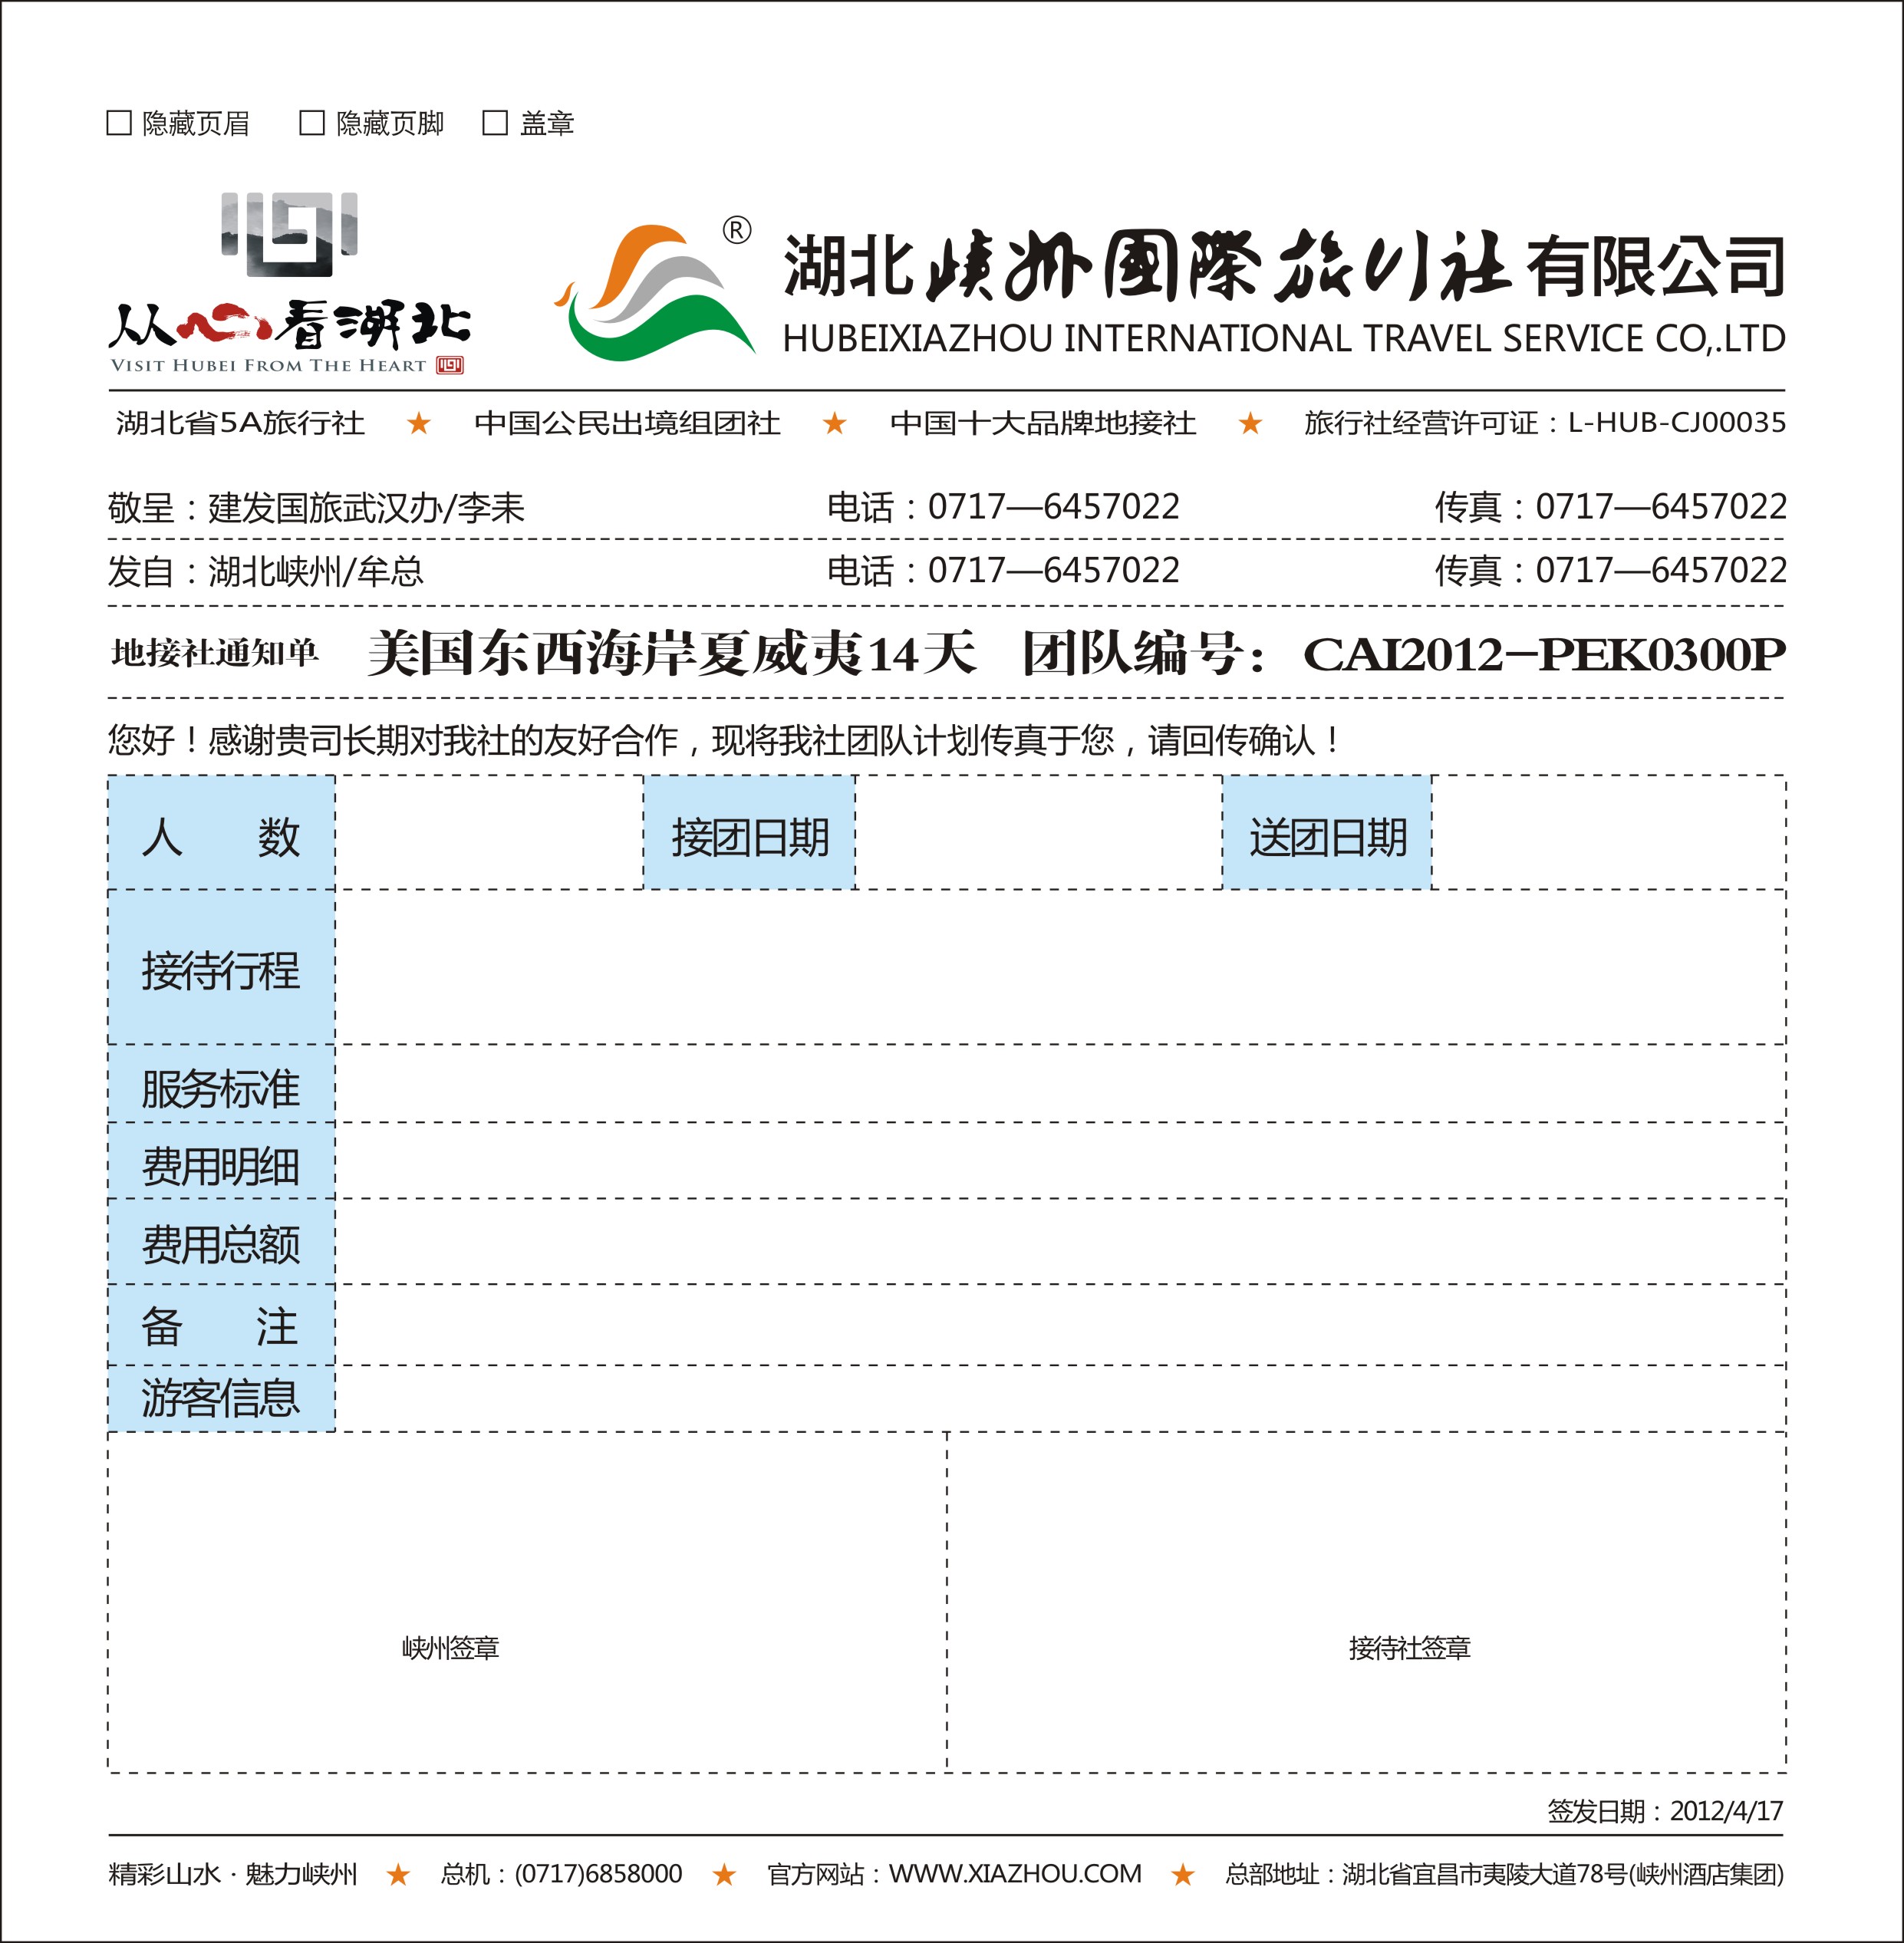 隐藏页眉 隐藏页脚 盖章
从心看湖北
VISIT HUBEI FROM THE HEART
®
湖北峡州國際旅行社有限公司
HUBEIXIAZHOU INTERNATIONAL TRAVEL SERVICE CO,.LTD
湖北省5A旅行社 ★ 中国公民出境组团社 ★ 中国十大品牌地接社 ★ 旅行社经营许可证：L-HUB-CJ00035
敬呈：建发国旅武汉办/李耒 电话：0717—6457022 传真：0717—6457022
发自：湖北峡州/牟总 电话：0717—6457022 传真：0717—6457022
地接社通知单 美国东西海岸夏威夷14天 团队编号：CAI2012-PEK0300P
您好！感谢贵司长期对我社的友好合作，现将我社团队计划传真于您，请回传确认！
人数 接团日期 送团日期
接待行程
服务标准
费用明细
费用总额
备注
游客信息
峡州签章 接待社签章
签发日期：2012/4/17
精彩山水·魅力峡州 ★ 总机：(0717)6858000 ★ 官方网站：WWW.XIAZHOU.COM ★ 总部地址：湖北省宜昌市夷陵大道78号(峡州酒店集团)